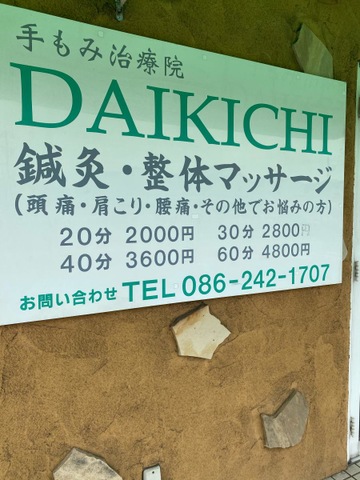 手もみ治療院
DAIKICHI
鍼灸・整体マッサージ
(頭痛・肩こり・腰痛・その他でお悩みの方)
20分 2000円 30分 2800円
40分 3600円 60分 4800円
お問い合わせ TEL 086-242-1707